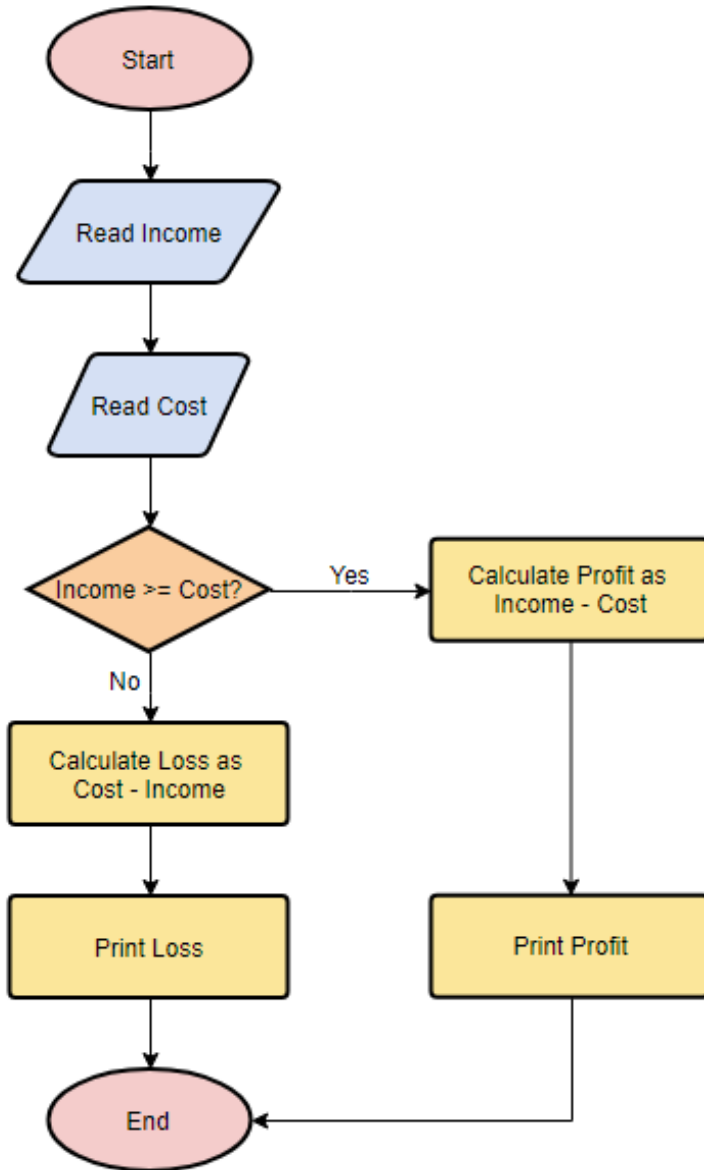 Start
Read Income
Read Cost
Income >= Cost?
Yes
Calculate Profit as
Income - Cost
No
Calculate Loss as
Cost - Income
Print Loss
Print Profit
End